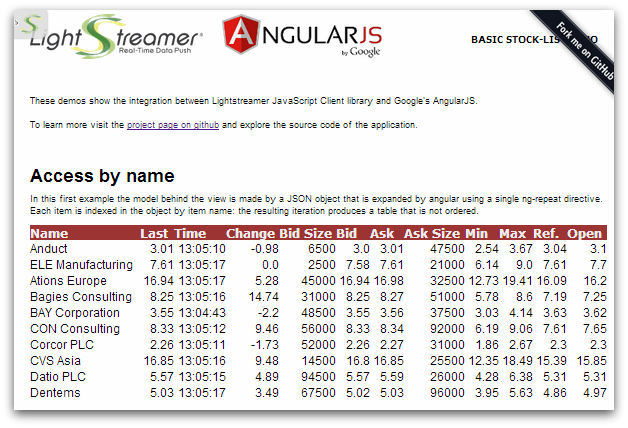 LightStreamer
Real-Time Data Push
ANGULARJS
by Google
BASIC STOCK-LIS MO
Fork me on GitHub
These demos show the integration between Lightstreamer JavaScript Client library and Google's AngularJS.
To learn more visit the project page on github and explore the source code of the application.
Access by name
In this first example the model behind the view is made by a JSON object that is expanded by angular using a single ng-repeat directive.
Each item is indexed in the object by item name: the resulting iteration produces a table that is not ordered.
Name Last Time Change Bid Size Bid Ask Ask Size Min Max Ref. Open
Anduct 3.01 13:05:10 -0.98 6500 3.0 3.01 47500 2.54 3.67 3.04 3.1
ELE Manufacturing 7.61 13:05:17 0.0 2500 7.58 7.61 21000 6.14 9.0 7.61 7.7
Ations Europe 16.94 13:05:17 5.28 45000 16.94 16.98 32500 12.73 19.41 16.09 16.2
Bagies Consulting 8.25 13:05:16 14.74 31000 8.25 8.27 51000 5.78 8.6 7.19 7.25
BAY Corporation 3.55 13:04:43 -2.2 48500 3.55 3.56 37500 3.03 4.14 3.63 3.62
CON Consulting 8.33 13:05:12 9.46 56000 8.33 8.34 92000 6.19 9.06 7.61 7.65
Corcor PLC 2.26 13:05:11 -1.73 52000 2.26 2.27 31000 1.86 2.67 2.3 2.3
CVS Asia 16.85 13:05:16 9.48 14500 16.8 16.85 25500 12.35 18.49 15.39 15.85
Datio PLC 5.57 13:05:15 4.89 94500 5.57 5.59 26000 4.28 6.38 5.31 5.31
Dentems 5.03 13:05:17 3.49 67500 5.02 5.03 96000 3.95 5.63 4.86 4.97